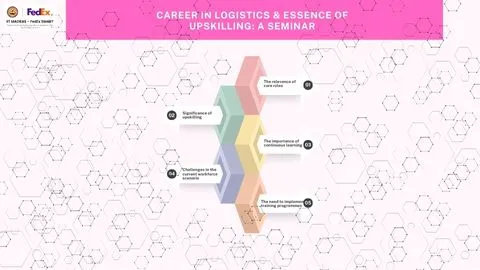 FedEx
IIT MADRAS - FedEx SMART
CAREER IN LOGISTICS & ESSENCE OF
UPSKILLING: A SEMINAR
The relevance of
core roles
01
02
Significance of
upskilling
The importance of
continuous learning
03
04
"Challenges in the
current workforce
scenario
The need to implement
training programmes
05